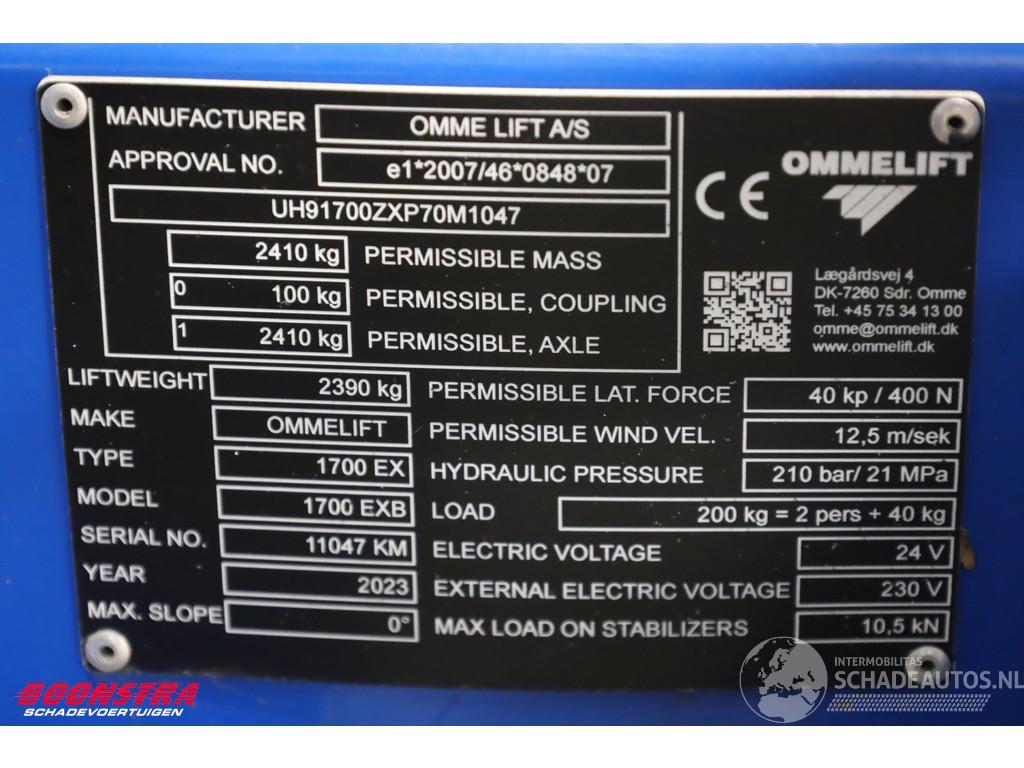 MANUFACTURER OMME LIFT A/S
APPROVAL NO. e1*2007/46*0848*07
UH91700ZXP70M1047
2410 kg PERMISSIBLE MASS
0 100 kg PERMISSIBLE, COUPLING
1 2410 kg PERMISSIBLE, AXLE
CE
OMMELIFT
Lægårdsvej 4
DK-7260 Sdr. Omme
Tel. +45 75 34 13 00
omme@ommelift.dk
www.ommelift.dk
LIFTWEIGHT 2390 kg
MAKE OMMELIFT
TYPE 1700 EX
MODEL 1700 EXB
SERIAL NO. 11047 KM
YEAR 2023
MAX. SLOPE 0°
PERMISSIBLE LAT. FORCE 40 kp / 400 N
PERMISSIBLE WIND VEL. 12,5 m/sek
HYDRAULIC PRESSURE 210 bar/ 21 MPa
LOAD 200 kg = 2 pers + 40 kg
ELECTRIC VOLTAGE 24 V
EXTERNAL ELECTRIC VOLTAGE 230 V
MAX LOAD ON STABILIZERS 10,5 kN
BOONSTRA
SCHADEVOERTUIGEN
INTERMOBILITAS
SCHADEAUTOS.NL